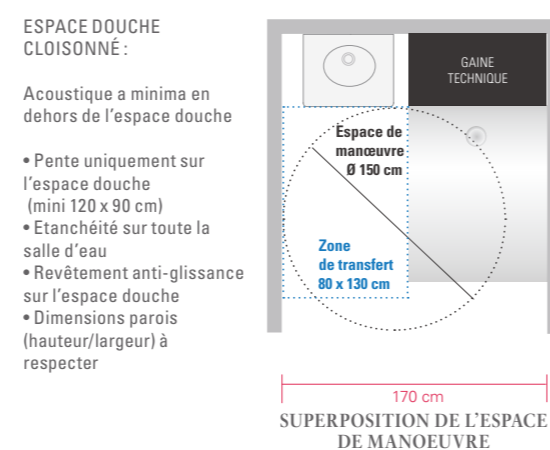 ESPACE DOUCHE
CLOISONNÉ :
Acoustique a minima en
dehors de l'espace douche
• Pente uniquement sur
l'espace douche
(mini 120 x 90 cm)
• Etanchéité sur toute la
salle d'eau
• Revêtement anti-glissance
sur l'espace douche
• Dimensions parois
(hauteur/largeur) à
respecter
GAINE
TECHNIQUE
Espace de
manœuvre
Ø 150 cm
Zone
de transfert
80 x 130 cm
170 cm
SUPERPOSITION DE L'ESPACE
DE MANOEUVRE